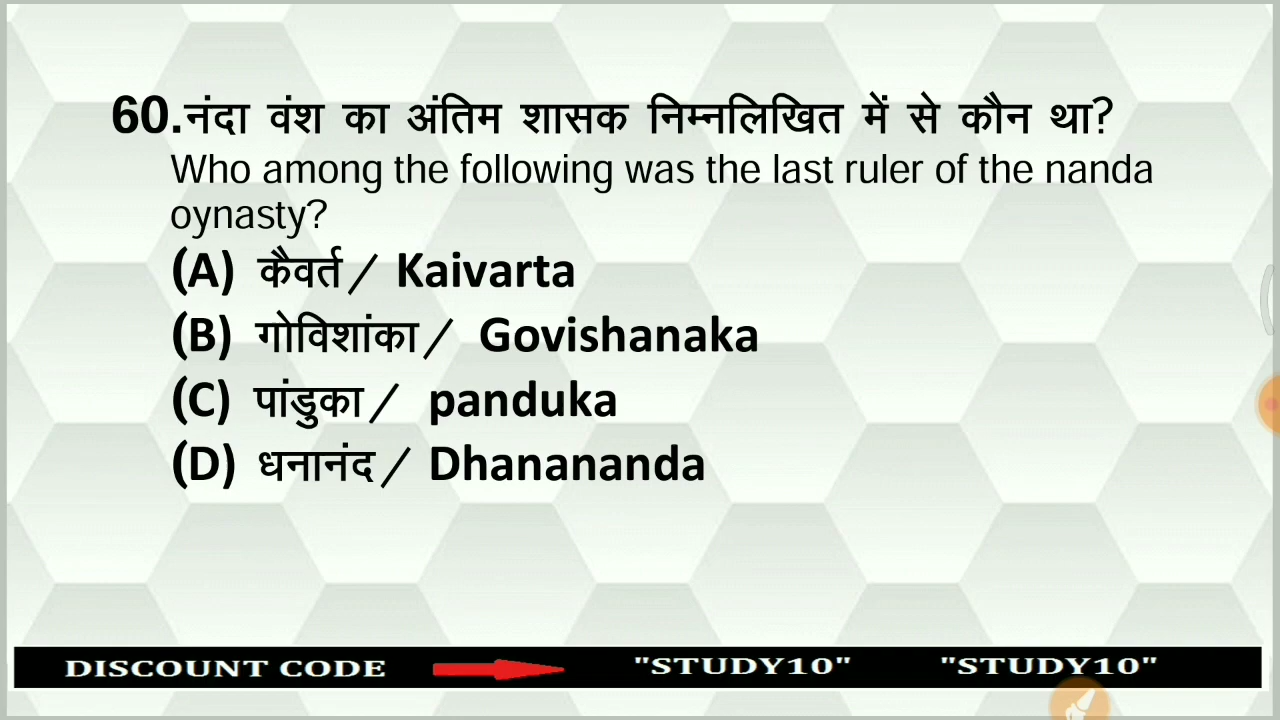 60.नंदा वंश का अंतिम शासक निम्नलिखित में से कौन था?
Who among the following was the last ruler of the nanda
oynasty?
(A) कैवर्त/ Kaivarta
(B) गोविशांका/ Govishanaka
(C) पांडुका/ panduka
(D) धनानंद/ Dhanananda
DISCOUNT CODE "STUDY10" "STUDY10"